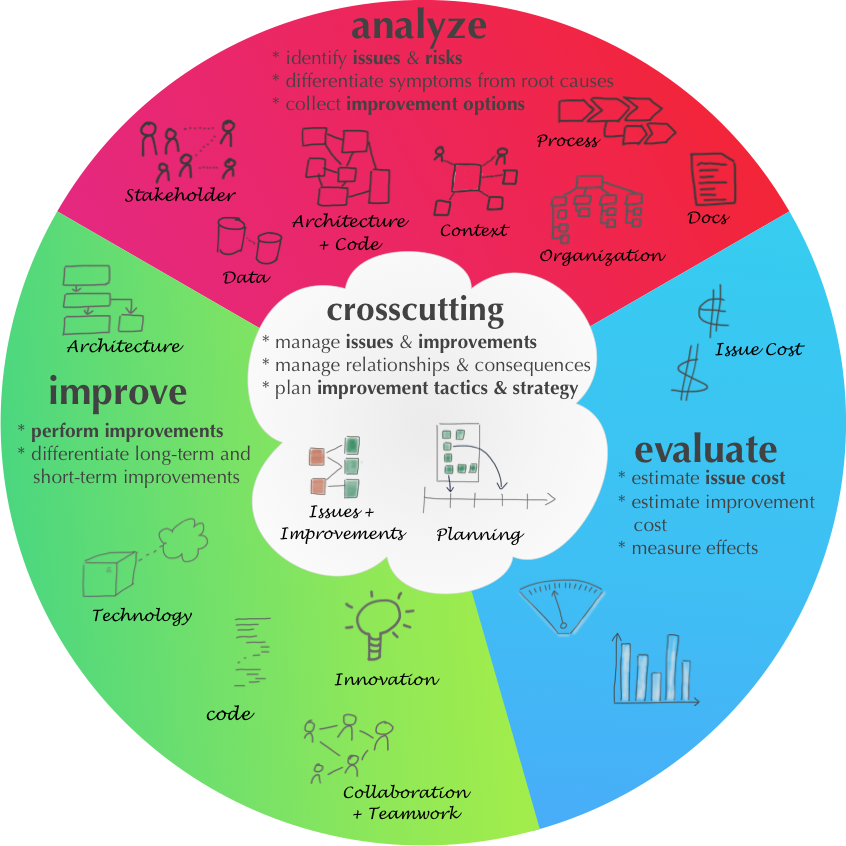 analyze
* identify issues & risks
* differentiate symptoms from root causes
* collect improvement options
Process
Stakeholder
Docs
Architecture
+ Code
Context
Organization
Data
crosscutting
* manage issues & improvements
* manage relationships & consequences
* plan improvement tactics & strategy
Issues +
Improvements
Planning
Architecture
improve
* perform improvements
* differentiate long-term and
short-term improvements
Technology
code
Innovation
Collaboration
+ Teamwork
$
Issue Cost
$
evaluate
* estimate issue cost
* estimate improvement
cost
* measure effects